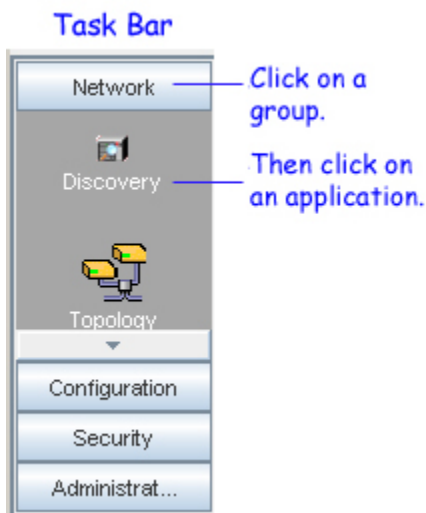 Task Bar
Network
Click on a
group.
Discovery
Then click on
an application.
Topology
Configuration
Security
Administrat...